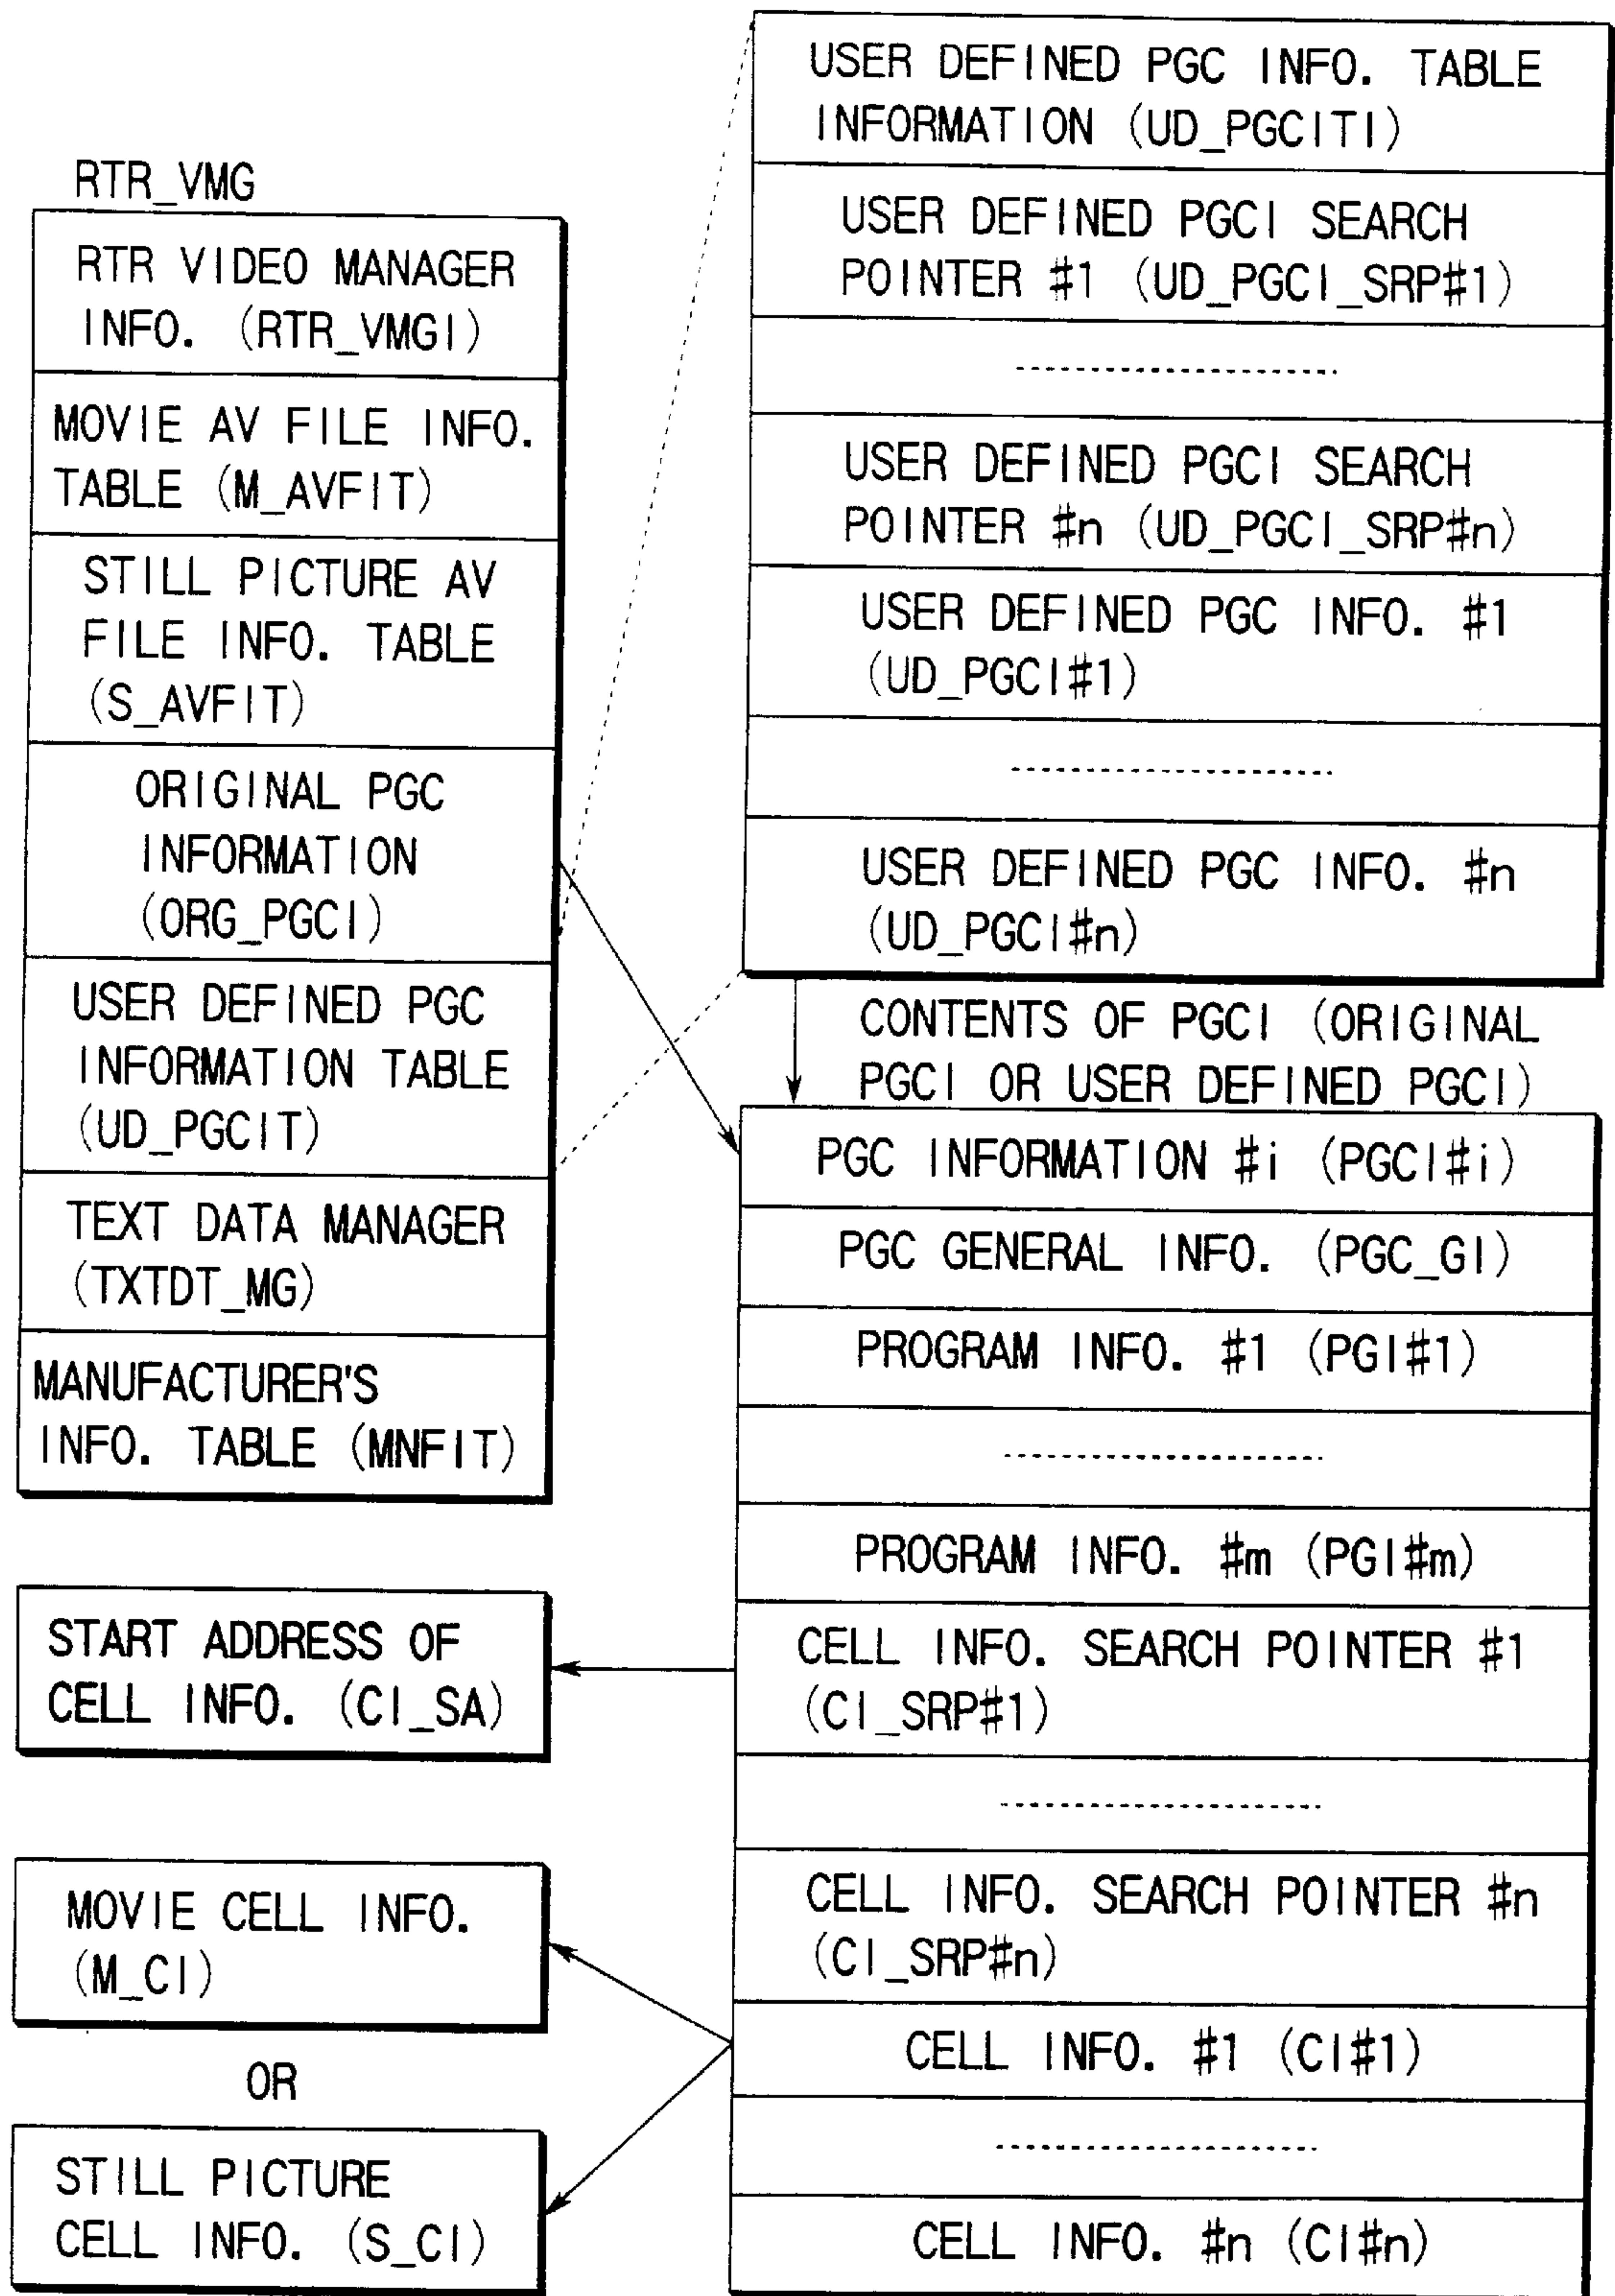 RTR_VMG
RTR VIDEO MANAGER
INFO. (RTR_VMGI)
MOVIE AV FILE INFO.
TABLE (M_AVFIT)
STILL PICTURE AV
FILE INFO. TABLE
(S_AVFIT)
ORIGINAL PGC
INFORMATION
(ORG_PGCI)
USER DEFINED PGC
INFORMATION TABLE
(UD_PGCIT)
TEXT DATA MANAGER
(TXTDT_MG)
MANUFACTURER'S
INFO. TABLE (MNFIT)
USER DEFINED PGC INFO. TABLE
INFORMATION (UD_PGCITI)
USER DEFINED PGCI SEARCH
POINTER #1 (UD_PGCI_SRP#1)
USER DEFINED PGCI SEARCH
POINTER #n (UD_PGCI_SRP#n)
USER DEFINED PGC INFO. #1
(UD_PGCI#1)
USER DEFINED PGC INFO. #n
(UD_PGCI#n)
CONTENTS OF PGCI (ORIGINAL
PGCI OR USER DEFINED PGCI)
PGC INFORMATION #i (PGCI#i)
PGC GENERAL INFO. (PGC_GI)
PROGRAM INFO. #1 (PGI#1)
PROGRAM INFO. #m (PGI#m)
CELL INFO. SEARCH POINTER #1
(CI_SRP#1)
CELL INFO. SEARCH POINTER #n
(CI_SRP#n)
CELL INFO. #1 (CI#1)
CELL INFO. #n (CI#n)
START ADDRESS OF
CELL INFO. (CI_SA)
MOVIE CELL INFO.
(M_CI)
OR
STILL PICTURE
CELL INFO. (S_CI)